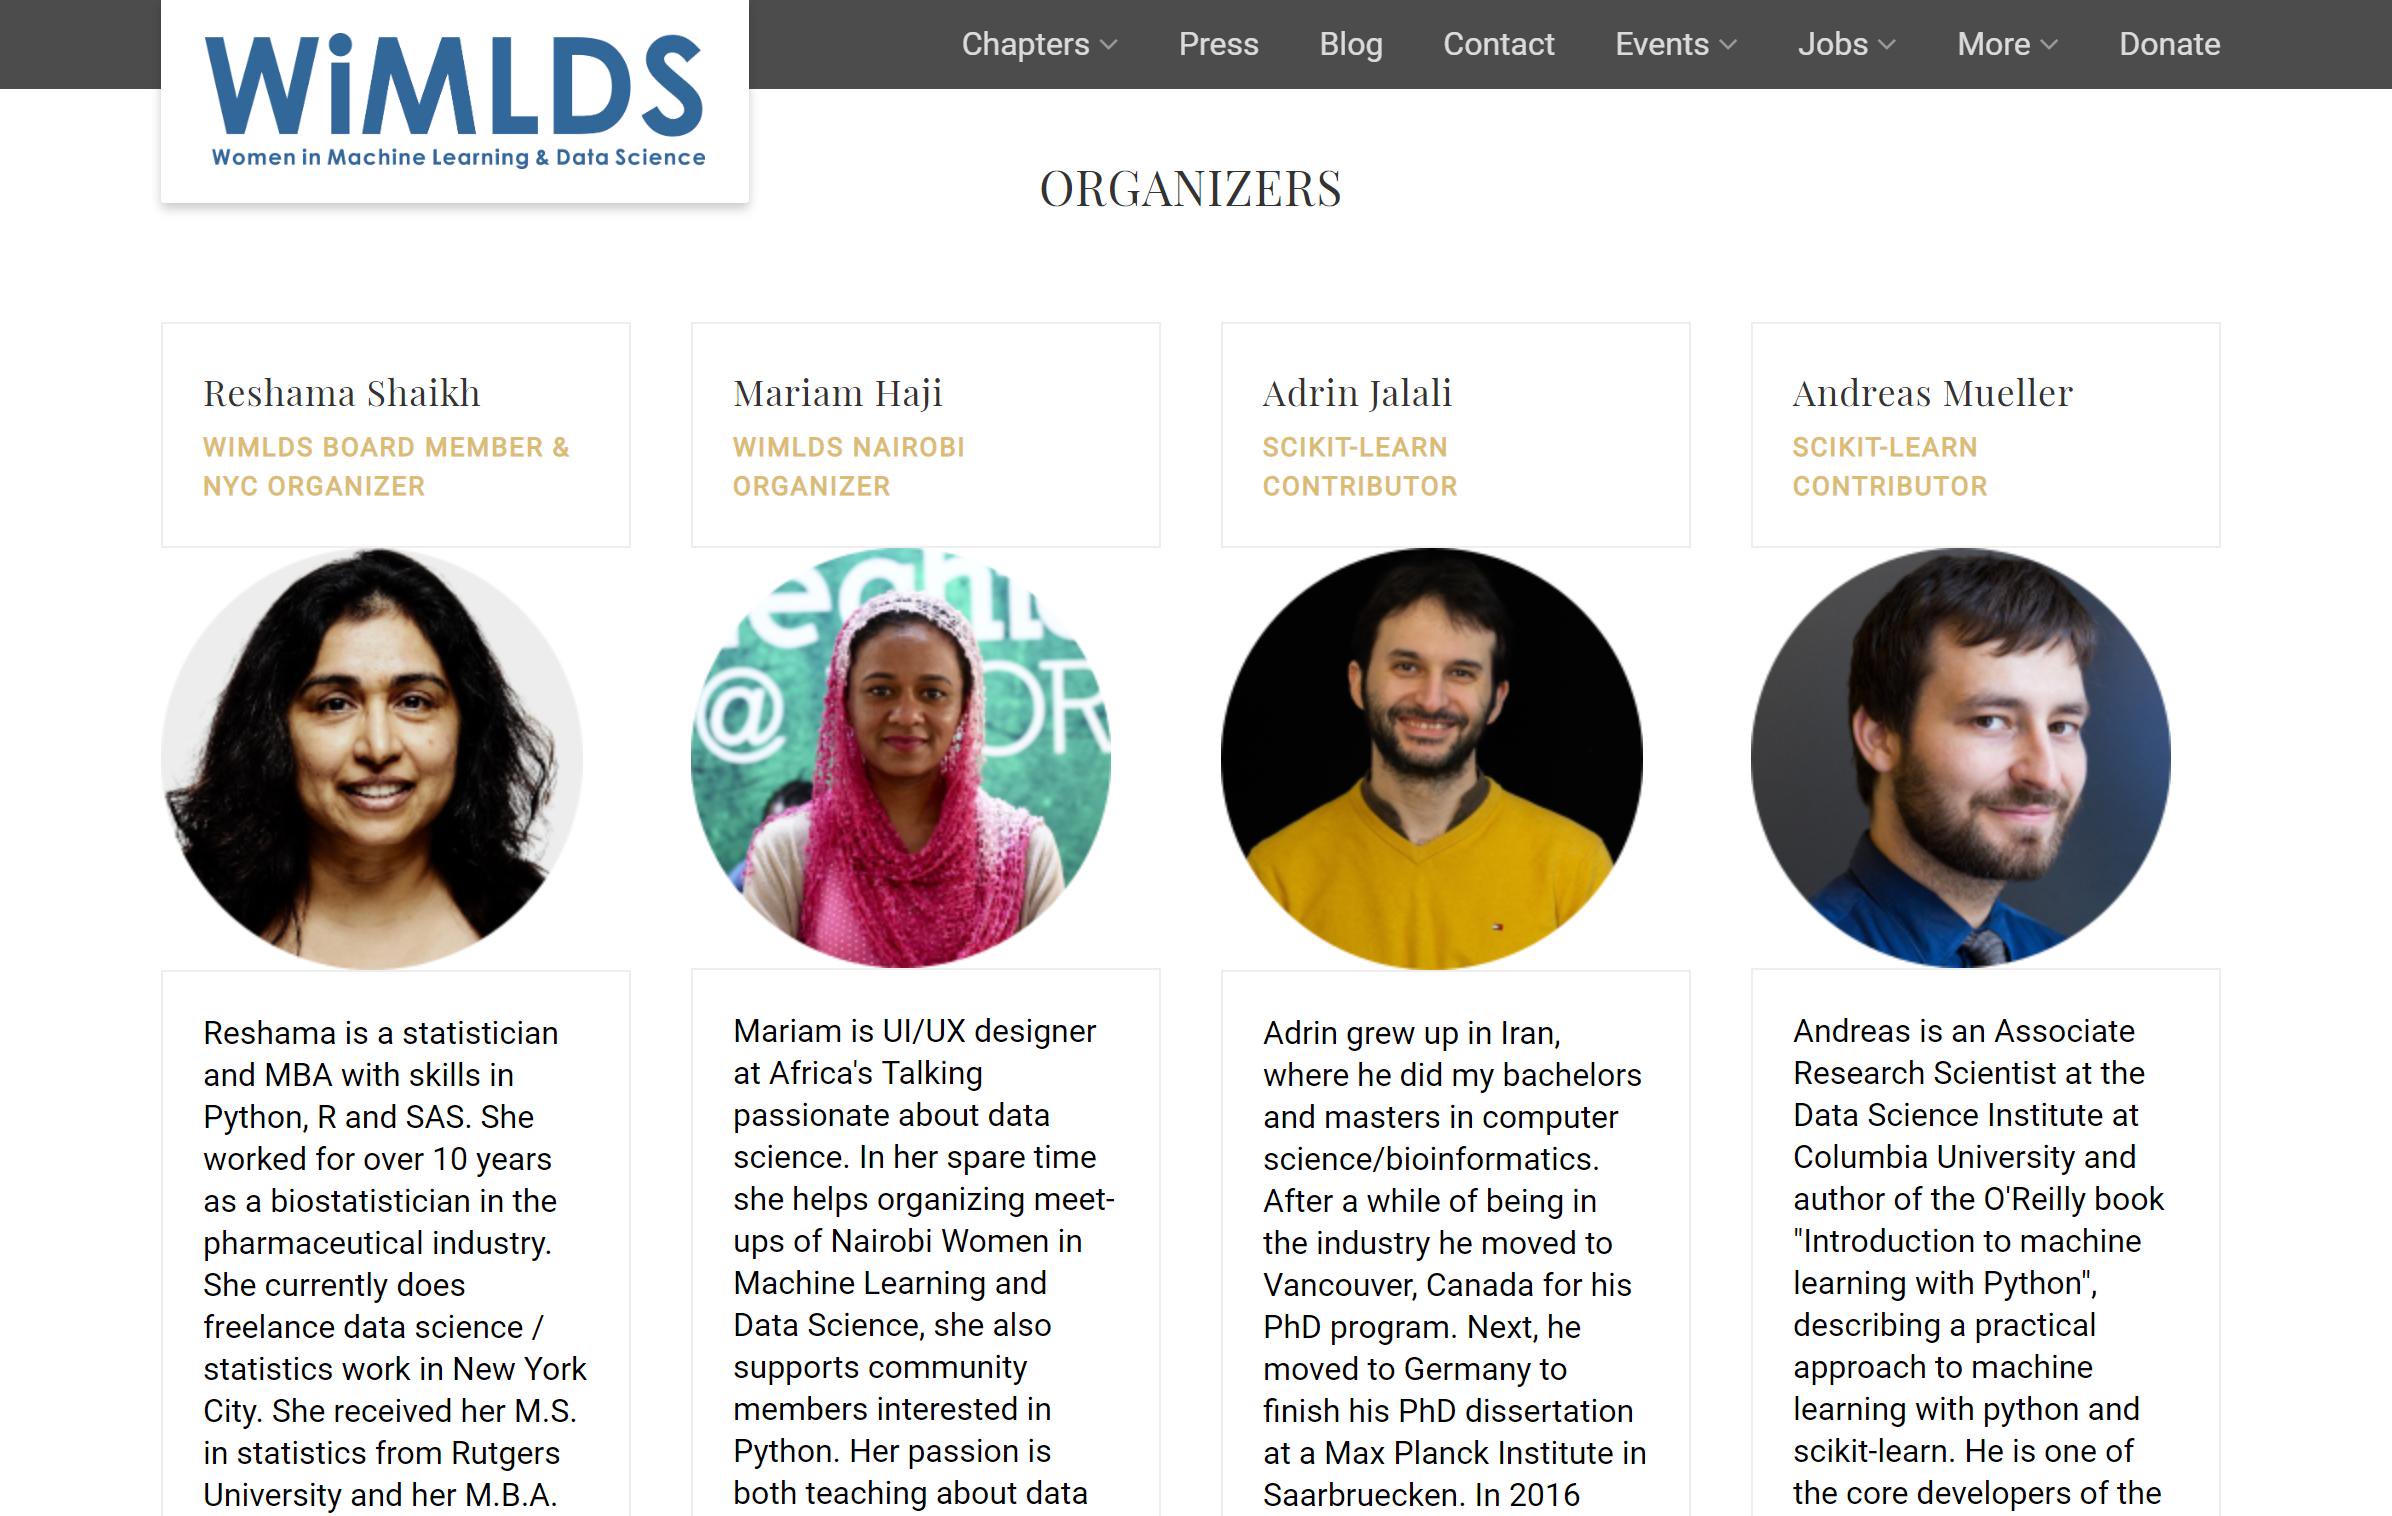 WiMLDS
Women in Machine Learning & Data Science
Chapters
Press
Blog
Contact
Events
Jobs
More
Donate
ORGANIZERS
Reshama Shaikh
WIMLDS BOARD MEMBER &
NYC ORGANIZER
Reshama is a statistician
and MBA with skills in
Python, R and SAS. She
worked for over 10 years
as a biostatistician in the
pharmaceutical industry.
She currently does
freelance data science /
statistics work in New York
City. She received her M.S.
in statistics from Rutgers
University and her M.B.A.
Mariam Haji
WIMLDS NAIROBI
ORGANIZER
@
OR
Mariam is UI/UX designer
at Africa's Talking
passionate about data
science. In her spare time
she helps organizing meet-
ups of Nairobi Women in
Machine Learning and
Data Science, she also
supports community
members interested in
Python. Her passion is
both teaching about data
Adrin Jalali
SCIKIT-LEARN
CONTRIBUTOR
Adrin grew up in Iran,
where he did my bachelors
and masters in computer
science/bioinformatics.
After a while of being in
the industry he moved to
Vancouver, Canada for his
PhD program. Next, he
moved to Germany to
finish his PhD dissertation
at a Max Planck Institute in
Saarbruecken. In 2016
Andreas Mueller
SCIKIT-LEARN
CONTRIBUTOR
Andreas is an Associate
Research Scientist at the
Data Science Institute at
Columbia University and
author of the O'Reilly book
"Introduction to machine
learning with Python",
describing a practical
approach to machine
learning with python and
scikit-learn. He is one of
the core developers of the